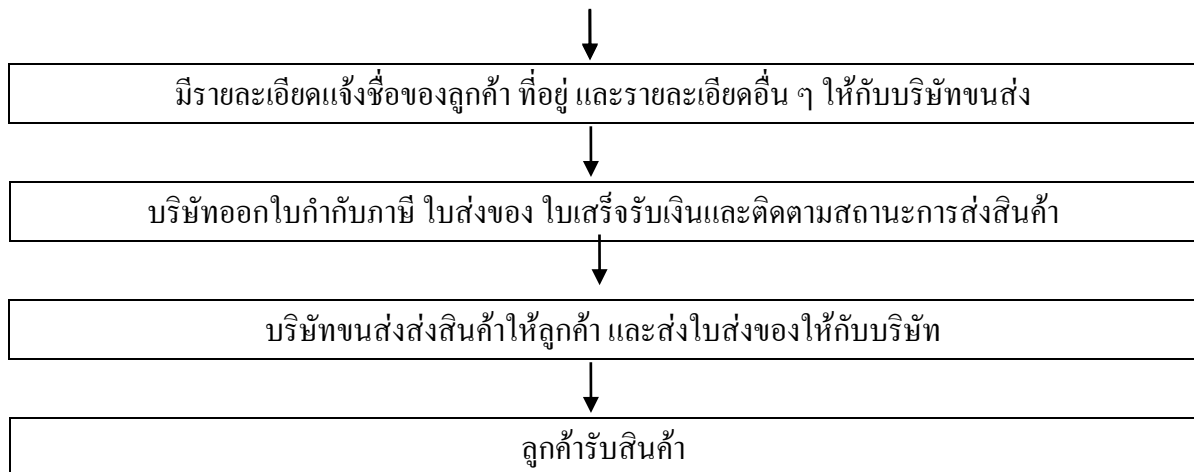 มีรายละเอียดแจ้งชื่อของลูกค้า ที่อยู่ และรายละเอียดอื่น ๆ ให้กับบริษัทขนส่ง
บริษัทออกใบกำกับภาษี ใบส่งของ ใบเสร็จรับเงินและติดตามสถานะการส่งสินค้า
บริษัทขนส่งส่งสินค้าให้ลูกค้า และส่งใบส่งของให้กับบริษัท
ลูกค้ารับสินค้า